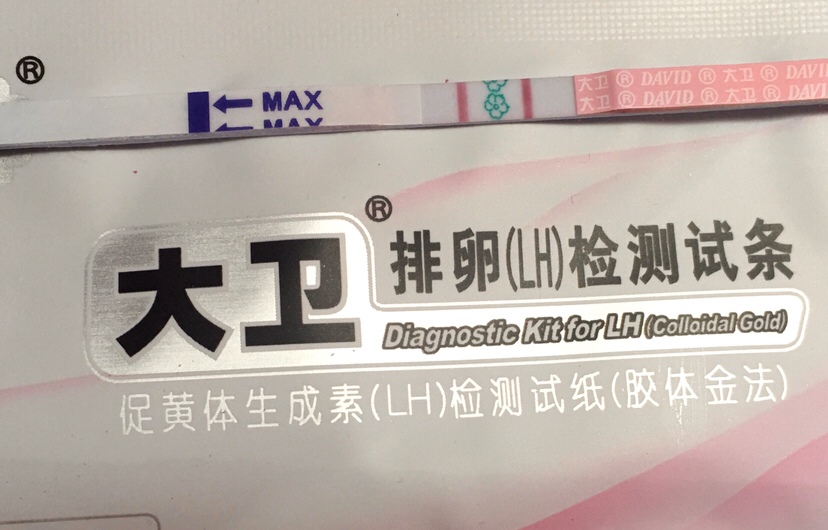 ®
← MAX
← MAX
大卫 ® DAVID ® 大卫 ® DAVI
大卫 ® DAVID ® 大卫 ® DAVI
大卫®
排卵(LH)检测试条
Diagnostic Kit for LH (Colloidal Gold)
促黄体生成素(LH)检测试纸(胶体金法)